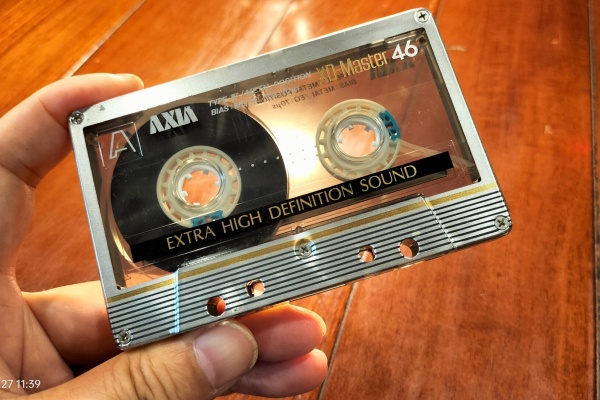 XD-Master 46
AXIA
A
EXTRA HIGH DEFINITION SOUND
27 11:39